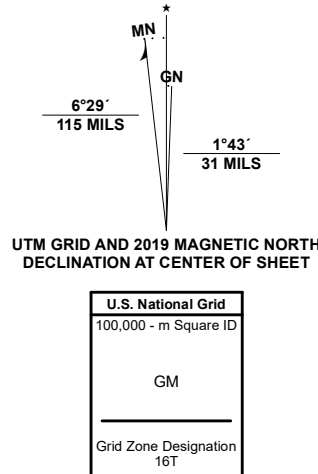 ★
MN
GN
6°29´
115 MILS
1°43´
31 MILS
UTM GRID AND 2019 MAGNETIC NORTH
DECLINATION AT CENTER OF SHEET
U.S. National Grid
100,000 - m Square ID
GM
Grid Zone Designation
16T